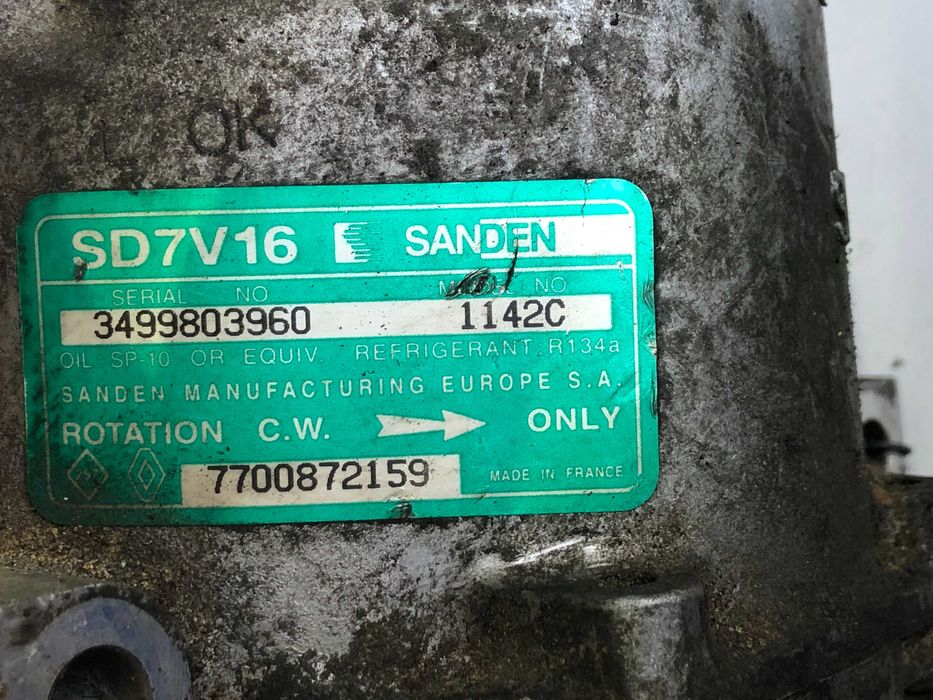 OK
SD7V16 SANDEN
SERIAL NO NO
3499803960 1142C
OIL SP-10 OR EQUIV. REFRIGERANT R134a
SANDEN MANUFACTURING EUROPE S.A.
ROTATION C.W. ONLY
7700872159 MADE IN FRANCE